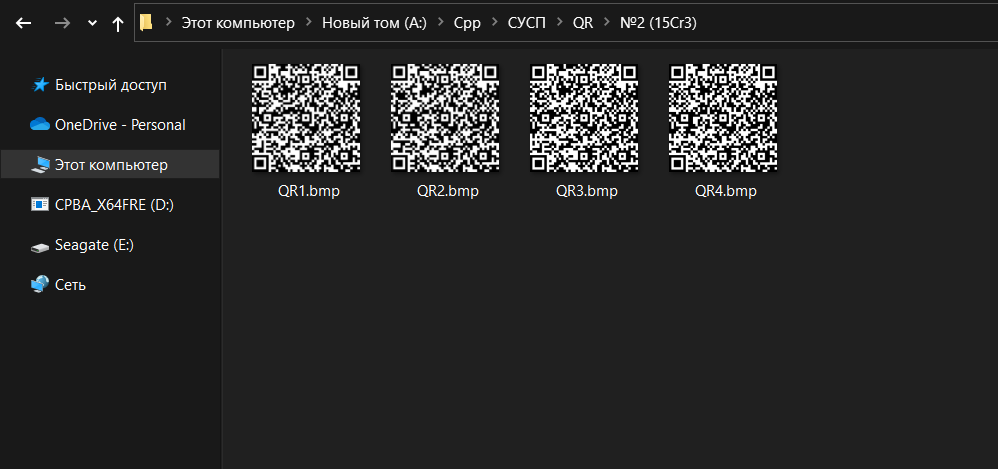 Этот компьютер > Новый том (A:) > Cpp > СУСП > QR > №2 (15Cr3)
Быстрый доступ
OneDrive - Personal
Этот компьютер
CPBA_X64FRE (D:)
Seagate (E:)
Сеть
QR1.bmp QR2.bmp QR3.bmp QR4.bmp